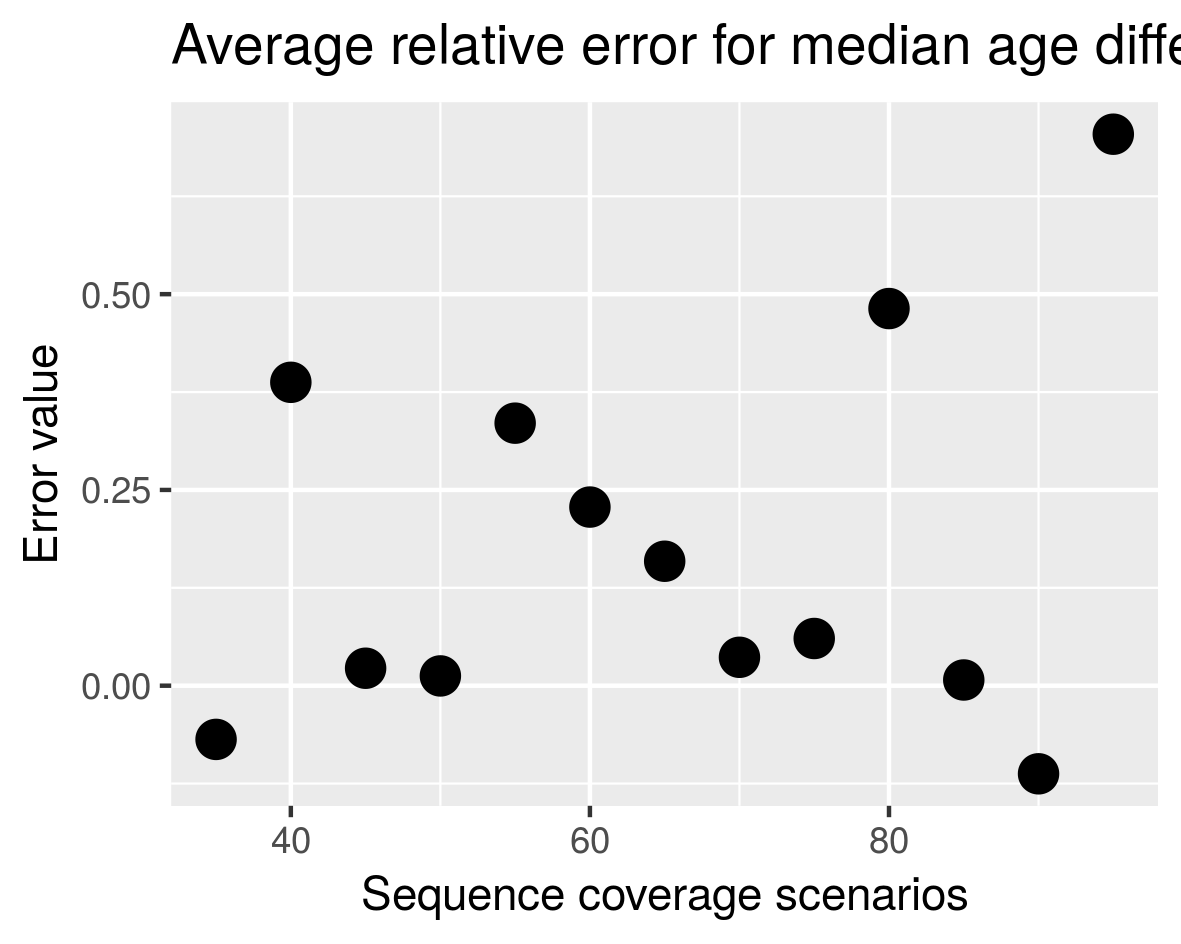 Average relative error for median age diffe
Error value
0.50
0.25
0.00
40 60 80
Sequence coverage scenarios